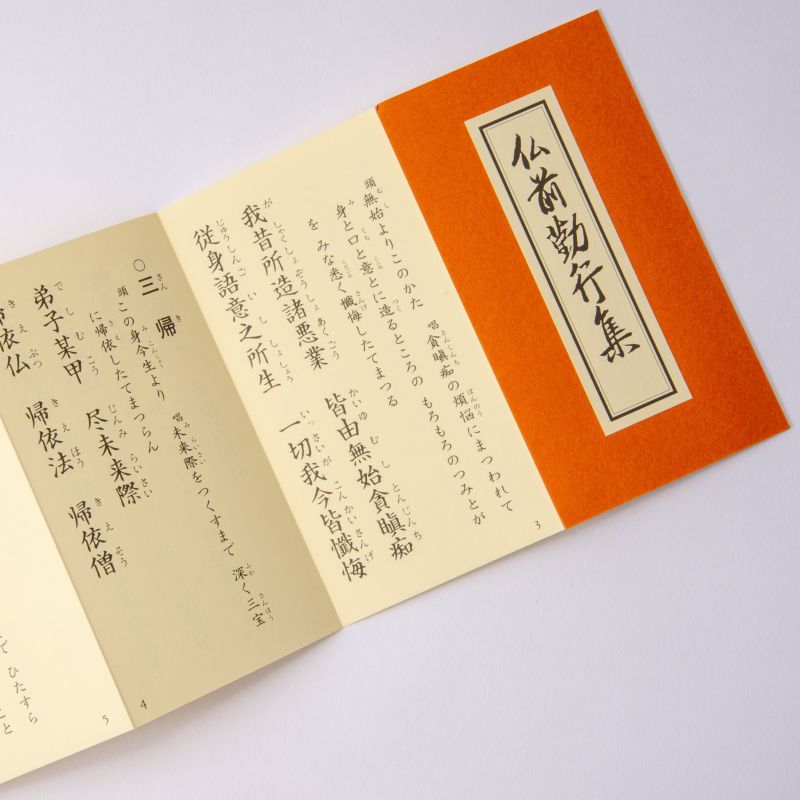 仏前勤行集
頭 無始よりこのかた 唱 貪瞋痴の煩悩にまつわれて
身と口と意とに造るところの もろもろのつみとが
を みな悉く懺悔したてまつる
我昔所造諸悪業 皆由無始貪瞋痴
従身語意之所生 一切我今皆懺悔
3
○三帰
頭 この身今生より 唱 未来際をつくすまで 深く三宝
に帰依したてまつらん
弟子某甲 尽未来際
帰依仏 帰依法 帰依僧
4
で ひたすら
こと
5